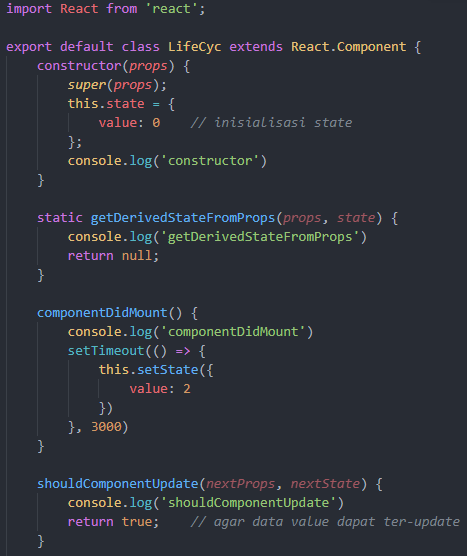 import React from 'react';
export default class LifeCyc extends React.Component {
constructor(props) {
super(props);
this.state = {
value: 0 // inisialisasi state
};
console.log('constructor')
}
static getDerivedStateFromProps(props, state) {
console.log('getDerivedStateFromProps')
return null;
}
componentDidMount() {
console.log('componentDidMount')
setTimeout(() => {
this.setState({
value: 2
})
}, 3000)
}
shouldComponentUpdate(nextProps, nextState) {
console.log('shouldComponentUpdate')
return true; // agar data value dapat ter-update
}